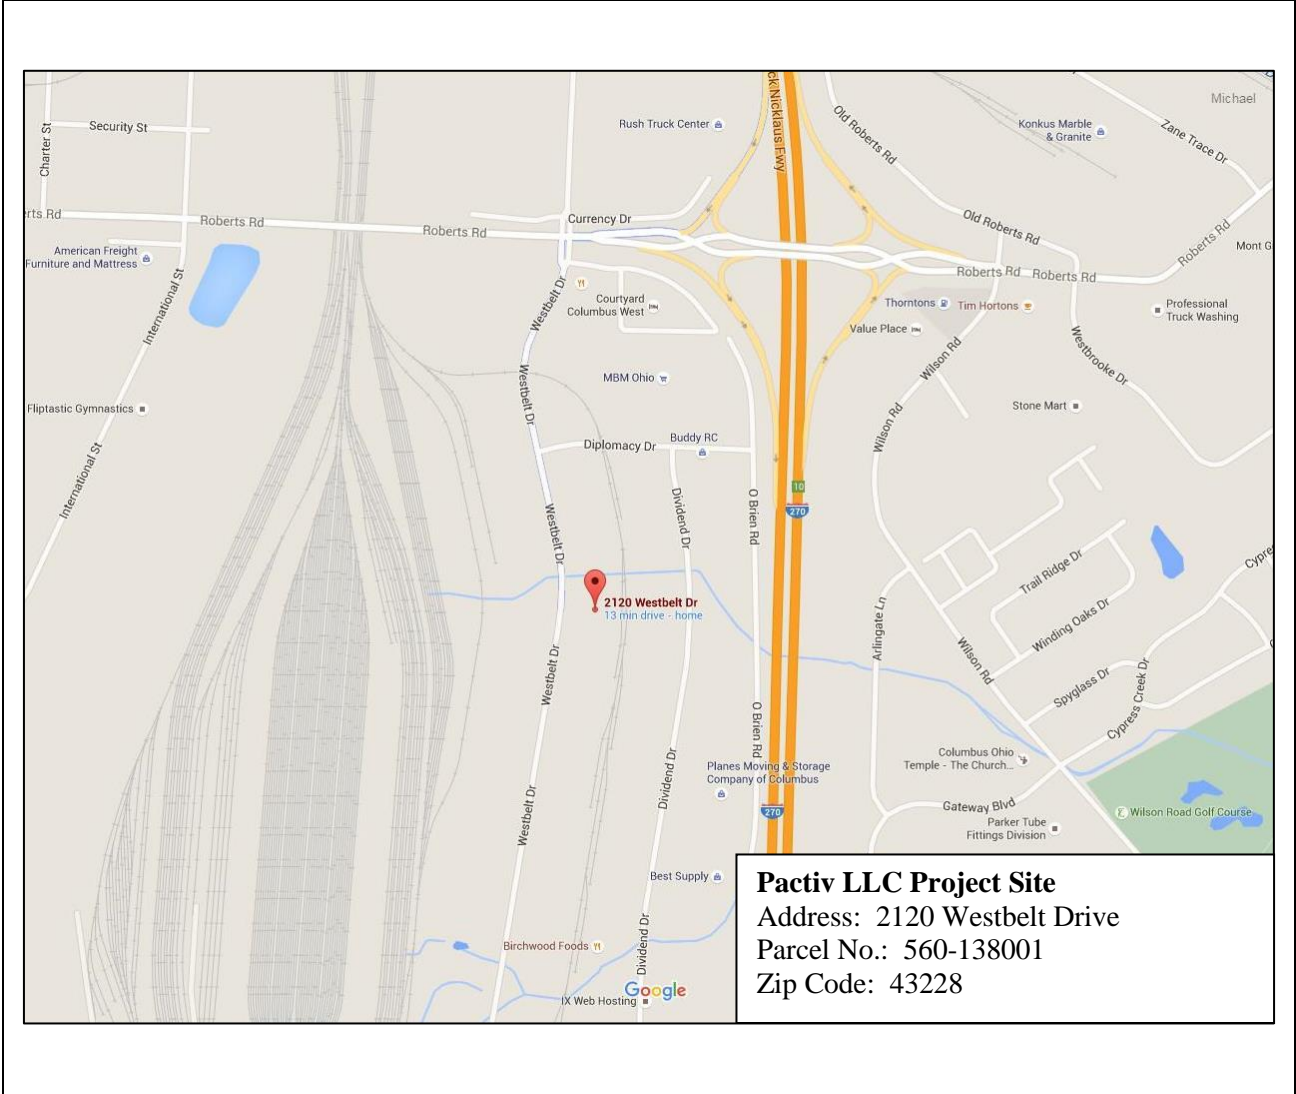 ck Nicklaus Fwy
Michael
Security St
Charter St
Rush Truck Center
Old Roberts Rd
Konkus Marble
& Granite
Zane Trace Dr
rts Rd
Roberts Rd
Roberts Rd
Currency Dr
Old Roberts Rd
Roberts Rd
Mont G
American Freight
Furniture and Mattress
International St
Westbelt Dr
Courtyard
Columbus West
Roberts Rd
Roberts Rd
Thorntons
Tim Hortons
Value Place
Professional
Truck Washing
Wilson Rd
Westbrooke Dr
MBM Ohio
Westbelt Dr
Fliptastic Gymnastics
Stone Mart
Wilson Rd
Diplomacy Dr
Buddy RC
International St
10
270
Westbelt Dr
Dividend Dr
O Brien Rd
Trail Ridge Dr
Cypre
2120 Westbelt Dr
13 min drive - home
Arlingate Ln
Winding Oaks Dr
Wilson Rd
Westbelt Dr
Spyglass Dr
Cypress Creek Dr
O Brien Rd
Columbus Ohio
Temple - The Church...
Planes Moving & Storage
Company of Columbus
Dividend Dr
Westbelt Dr
270
Gateway Blvd
Wilson Road Golf Course
Parker Tube
Fittings Division
Best Supply
Birchwood Foods
Dividend Dr
Google
IX Web Hosting
Pactiv LLC Project Site
Address: 2120 Westbelt Drive
Parcel No.: 560-138001
Zip Code: 43228